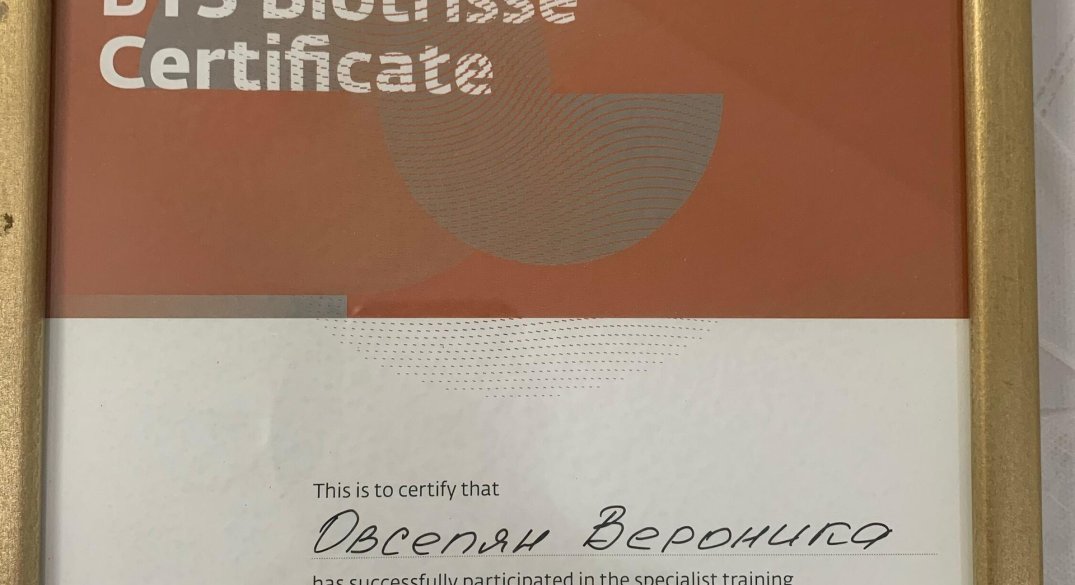 BTS Biotrisse
Certificate
This is to certify that
Овсепян Вероника
has successfully participated in the specialist training